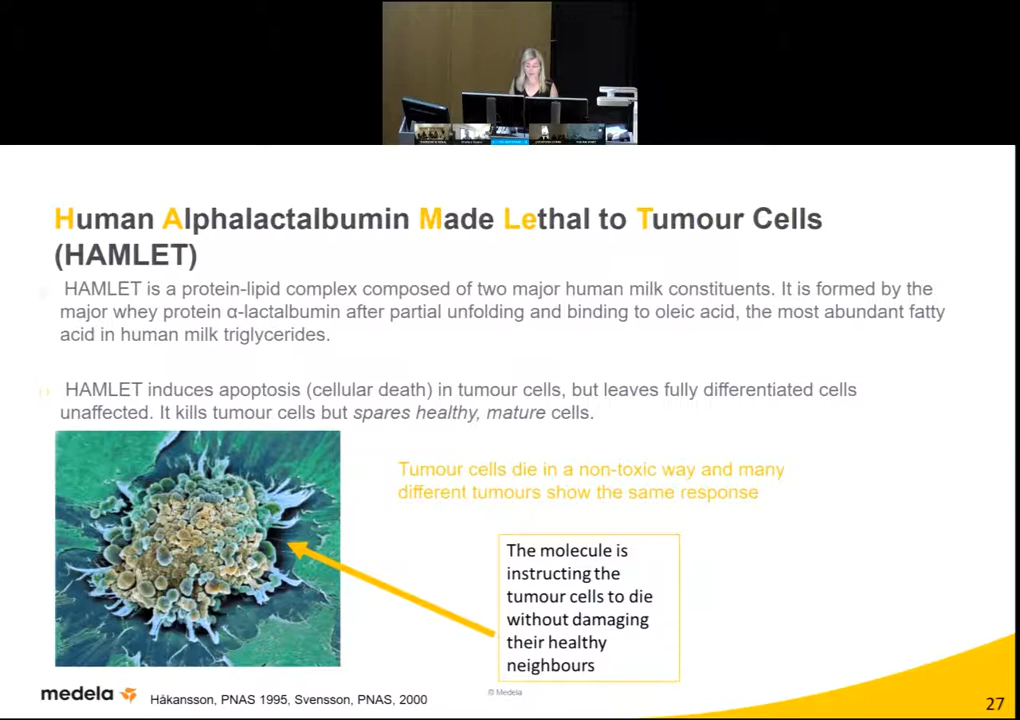 Human Alphalactalbumin Made Lethal to Tumour Cells
(HAMLET)
HAMLET is a protein-lipid complex composed of two major human milk constituents. It is formed by the
major whey protein α-lactalbumin after partial unfolding and binding to oleic acid, the most abundant fatty
acid in human milk triglycerides.
HAMLET induces apoptosis (cellular death) in tumour cells, but leaves fully differentiated cells
unaffected. It kills tumour cells but spares healthy, mature cells.
Tumour cells die in a non-toxic way and many
different tumours show the same response
The molecule is
instructing the
tumour cells to die
without damaging
their healthy
neighbours
medela
Håkansson, PNAS 1995, Svensson, PNAS, 2000
© Medela
27